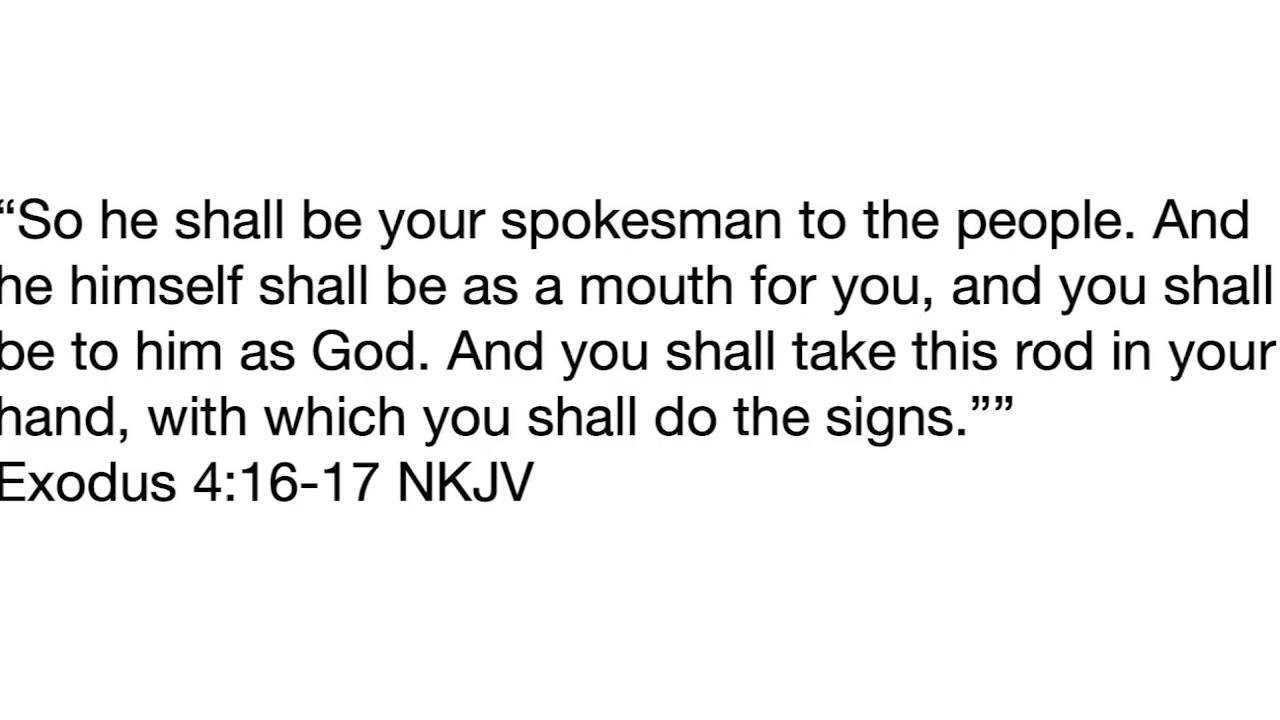 “So he shall be your spokesman to the people. And
he himself shall be as a mouth for you, and you shall
be to him as God. And you shall take this rod in your
hand, with which you shall do the signs.””
Exodus 4:16-17 NKJV